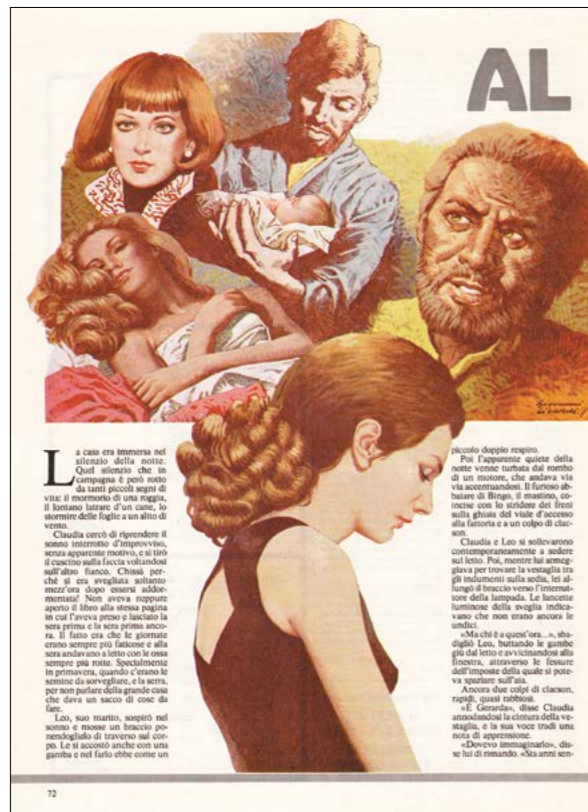 AL
La casa era immersa nel
silenzio della notte.
Quel silenzio che in
campagna è però rotto
da tanti piccoli segni di
vita: il mormorio di una roggia,
il lontano latrare d'un cane, lo
stormire delle foglie a un alito di
vento.
Claudia cercò di riprendere il
sonno interrotto d'improvviso,
senza apparente motivo, e si tirò
il cuscino sulla faccia voltandosi
sull'altro fianco. Chissà per-
ché si era svegliata soltanto
mezz'ora dopo essersi addor-
mentata! Non aveva neppure
aperto il libro alla stessa pagina
in cui l'aveva preso e lasciato la
sera prima e la sera prima anco-
ra. Il fatto era che le giornate
erano sempre più faticose e alla
sera andavano a letto con le ossa
sempre più rotte. Specialmente
in primavera, quando c'erano le
semine da sorvegliare, e la serra,
per non parlare della grande casa
che dava un sacco di cose da
fare.
Leo, suo marito, sospirò nel
sonno e mosse un braccio po-
nendoglielo di traverso sul cor-
po. Le si accostò anche con una
gamba e nel farlo ebbe come un
piccolo doppio respiro.
Poi l'apparente quiete della
notte venne turbata dal rombo
di un motore, che andava via
via accentuandosi. Il furioso ab-
baiare di Bingo, il mastino, co-
incise con lo stridere dei freni
sulla ghisia del viale d'accesso
alla fattoria e a un colpo di clac-
son.
Claudia e Leo si sollevarono
contemporaneamente a sedere
sul letto. Poi, mentre lui armeg-
giava per trovare la vestaglia tra
gli indumenti sulla sedia, lei al-
lungò il braccio verso l'interrut-
tore della lampada. Le lancette
luminose della sveglia indica-
vano che non erano ancora le
undici.
«Ma chi è a quest'ora...», sba-
digliò Leo, buttando le gambe
giù dal letto e avvicinandosi alla
finestra, attraverso le fessure
dell'imposte della quale si pote-
va spaziare sull'aia.
Ancora due colpi di clacson,
rapidi, quasi rabbiosi.
«È Gerarda», disse Claudia
annodandosi la cintura della ve-
staglia, e la sua voce tradì una
nota di apprensione.
«Dovevo immaginarlo», dis-
se lui di rimando. «Sta anni sen-
72